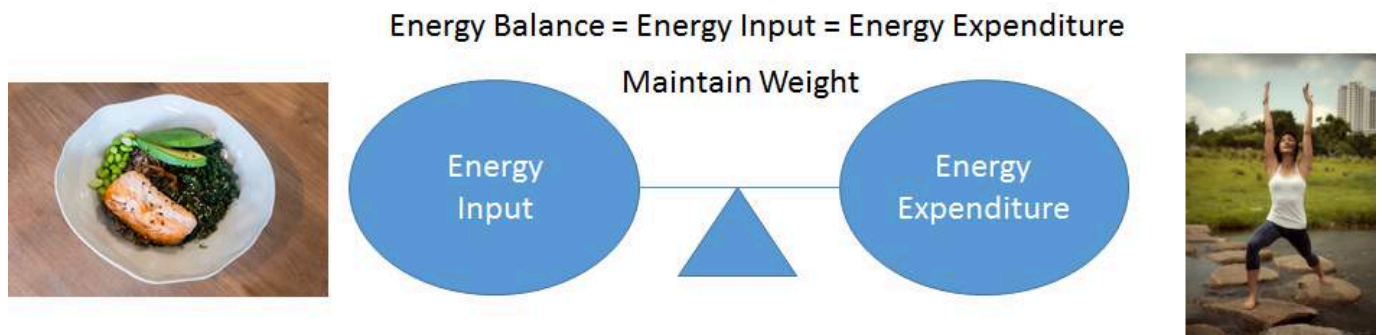 Energy Balance = Energy Input = Energy Expenditure
Maintain Weight
Energy
Input
Energy
Expenditure